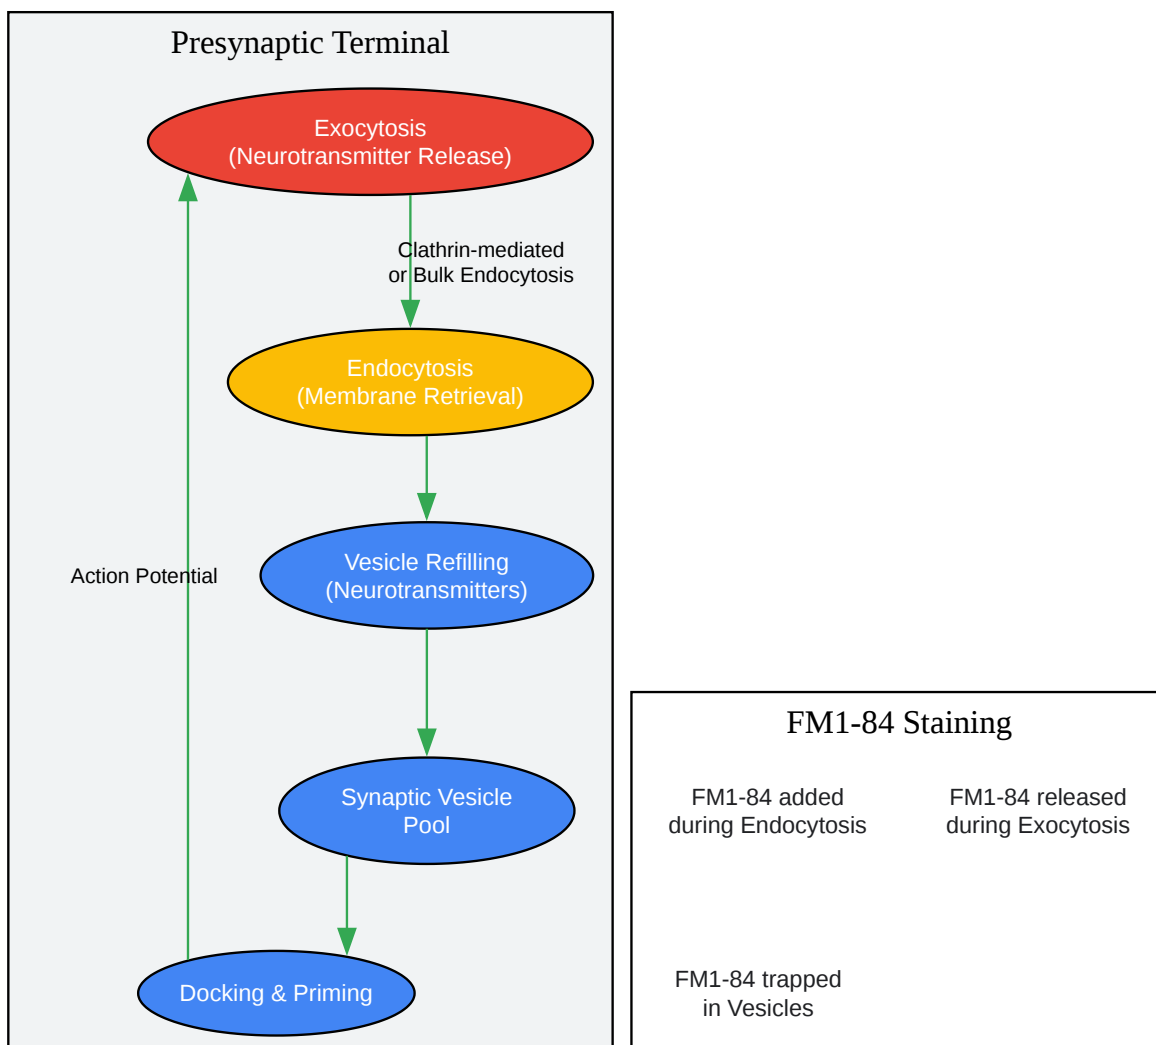 Presynaptic Terminal
Exocytosis
(Neurotransmitter Release)
Clathrin-mediated
or Bulk Endocytosis
Endocytosis
(Membrane Retrieval)
Vesicle Refilling
(Neurotransmitters)
Action Potential
Synaptic Vesicle
Pool
Docking & Priming
FM1-84 Staining
FM1-84 added
during Endocytosis
FM1-84 released
during Exocytosis
FM1-84 trapped
in Vesicles